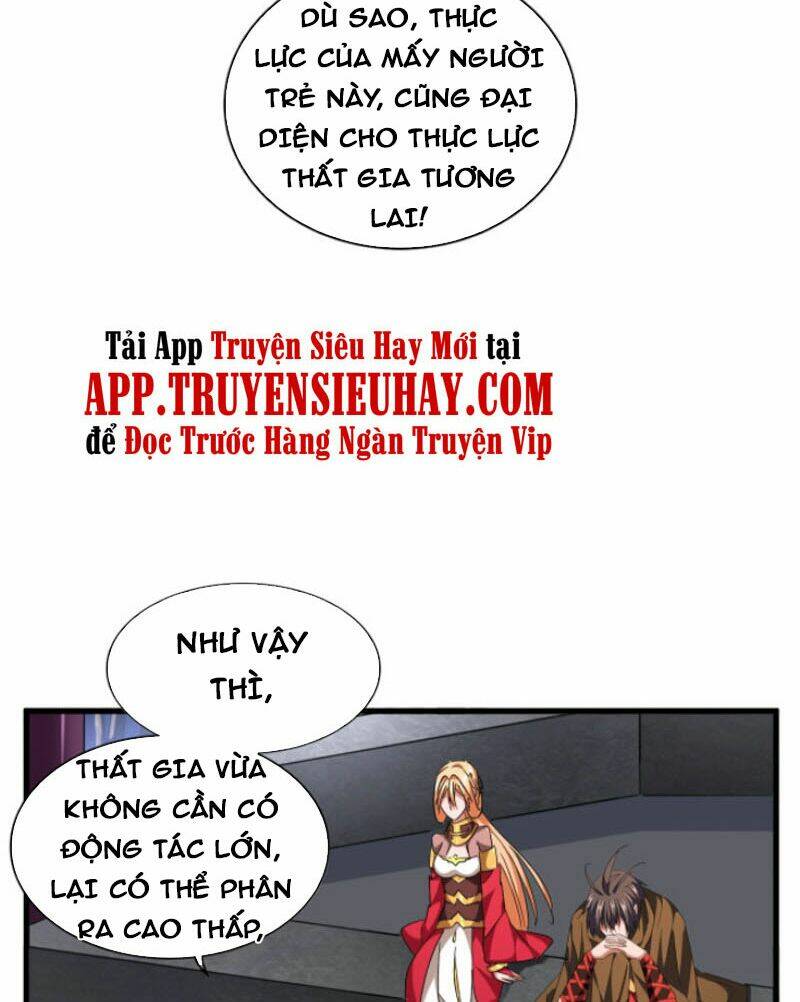 DÙ SAO, THỰC
LỰC CỦA MẤY NGƯỜI
TRẺ NÀY, CŨNG ĐẠI
DIỆN CHO THỰC LỰC
THẤT GIA TƯƠNG
LAI!
Tải App Truyện Siêu Hay Mới tại
APP.TRUYENSIEUHAY.COM
để Đọc Trước Hàng Ngàn Truyện Vip
NHƯ VẬY
THÌ,
THẤT GIA VỪA
KHÔNG CẦN CÓ
ĐỘNG TÁC LỚN,
LẠI CÓ THỂ PHÂN
RA CAO THẤP,